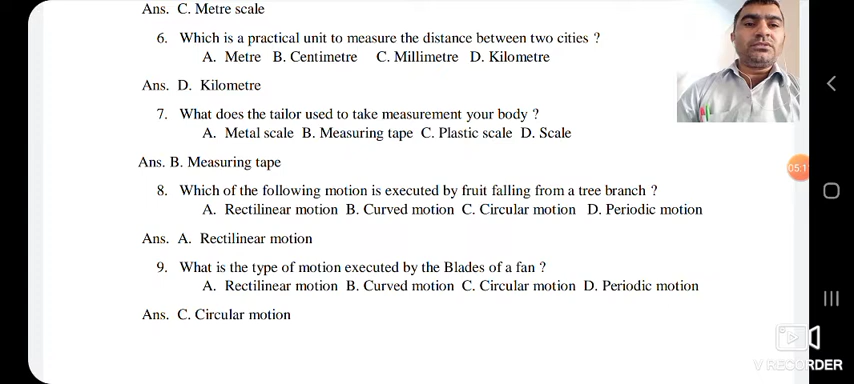 Ans. C. Metre scale
6. Which is a practical unit to measure the distance between two cities ?
A. Metre B. Centimetre C. Millimetre D. Kilometre
Ans. D. Kilometre
7. What does the tailor used to take measurement your body ?
A. Metal scale B. Measuring tape C. Plastic scale D. Scale
Ans. B. Measuring tape
8. Which of the following motion is executed by fruit falling from a tree branch ?
A. Rectilinear motion B. Curved motion C. Circular motion D. Periodic motion
Ans. A. Rectilinear motion
9. What is the type of motion executed by the Blades of a fan ?
A. Rectilinear motion B. Curved motion C. Circular motion D. Periodic motion
Ans. C. Circular motion
V RECORDER